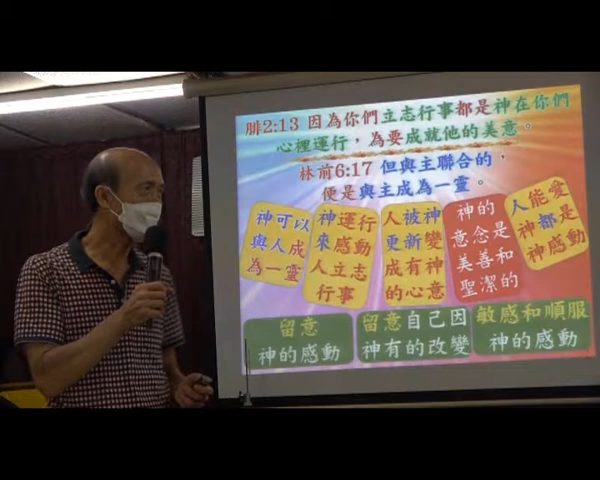 腓2:13 因為你們立志行事都是神在你們
心裡運行，為要成就他的美意。
林前6:17 但與主聯合的，
便是與主成為一靈。
神可以
與人成
為一靈
神運行
來感動
人立志
行事
人被神
更新變
成有神
的心意
神的
意念是
美善和
聖潔的
人能愛
神都是
神感動
留意
神的感動
留意自己因
神有的改變
敏感和順服
神的感動